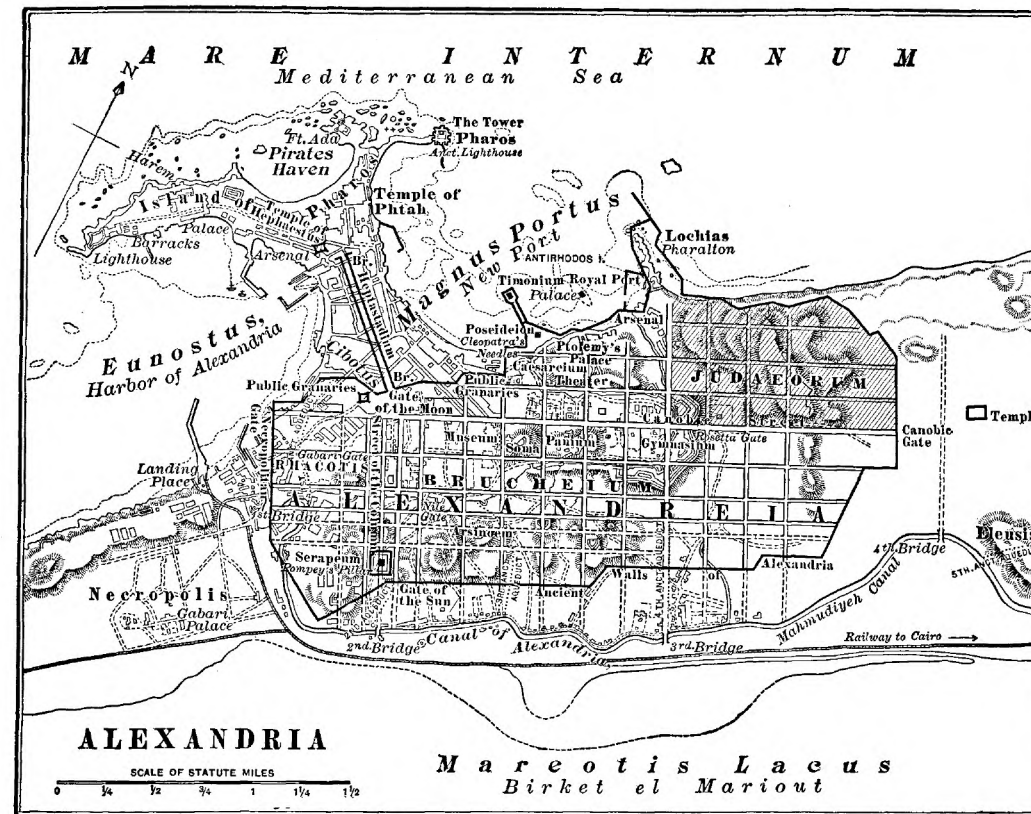 MARE INTERNUM
Mediterranean Sea
N
The Tower
Pharos
Anct. Lighthouse
Ft. Ada
Pirates
Haven
Harem
Island of Pharos
Temple of
Hephaestus
Temple of
Phtah
Palace
Barracks
Lighthouse
Arsenal
Br.
Heptastadium
Magnus Portus
New Port
ANTIRHODOS I.
Lochias
Pharalton
Timonium
Royal Port
Palace
Eunostus,
Harbor of Alexandria
Cibotus
Poseideion
Cleopatra's
Needles
Arsenal
Ptolemy's
Palace
Caesareium
Theater
JUDAEORUM
Public Granaries
Br.
Public
Granaries
Gate
of the Moon
Canobic
Street
Canobic
Gate
Templ
Necropolitan
Gate
Museum
Soma
Panium
Gymnasium
Rosetta Gate
Gabari Gate
RHACOTIS
Landing
Place
BRUCHEIUM
ALEXANDREIA
Nile
Gate
Bridge
Arsinoeum
Serapeum
Pompey's Pillar
Eleusi
4th Bridge
Necropolis
Gabari
Palace
Gate of
the Sun
Ancient
Walls of Alexandria
Mahmudiyeh Canal
2nd. Bridge
Canal of Alexandria,
3rd. Bridge
Railway to Cairo
ALEXANDRIA
SCALE OF STATUTE MILES
0 1/4 1/2 3/4 1 1 1/4 1 1/2
Mareotis Lacus
Birket el Mariout